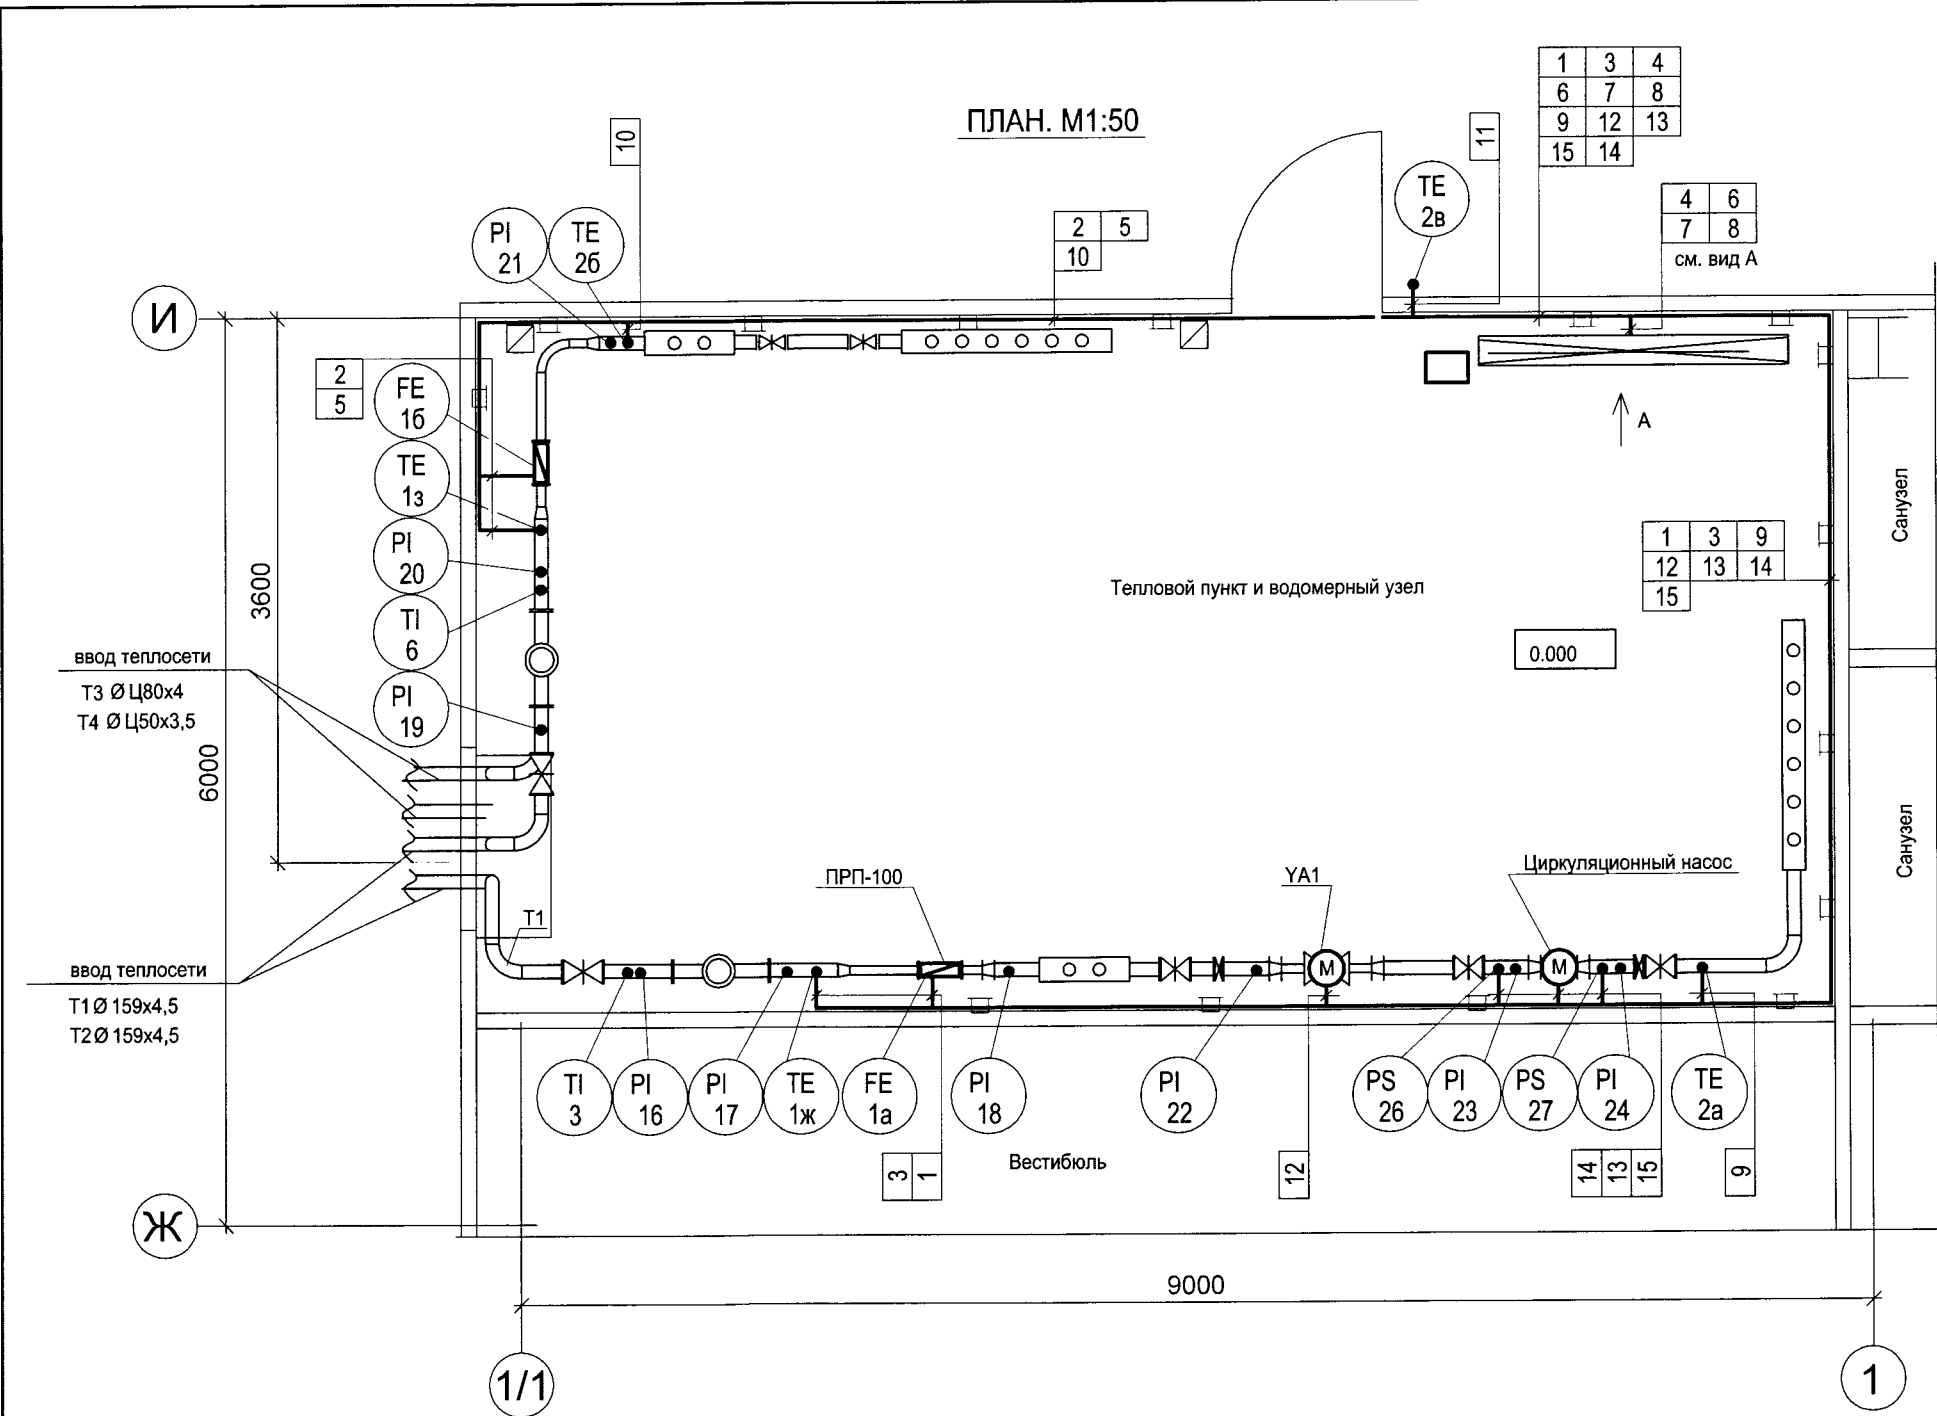 ПЛАН. М1:50
1 3 4
6 7 8
9 12 13
15 14
10
11
TE
2в
4 6
7 8
см. вид А
PI
21
TE
2б
2 5
10
И
2
5
FE
1б
TE
1з
PI
20
TI
6
PI
19
А
Санузел
1 3 9
12 13 14
15
Тепловой пункт и водомерный узел
0.000
3600
6000
ввод теплосети
Т3 Ø Ц80х4
Т4 Ø Ц50х3,5
Санузел
ПРП-100
YA1
Циркуляционный насос
Т1
М
М
ввод теплосети
Т1 Ø 159х4,5
Т2 Ø 159х4,5
TI
3
PI
16
PI
17
TE
1ж
FE
1а
PI
18
PI
22
PS
26
PI
23
PS
27
PI
24
TE
2а
3 1
Вестибюль
12
14 13 15
9
Ж
9000
1/1
1